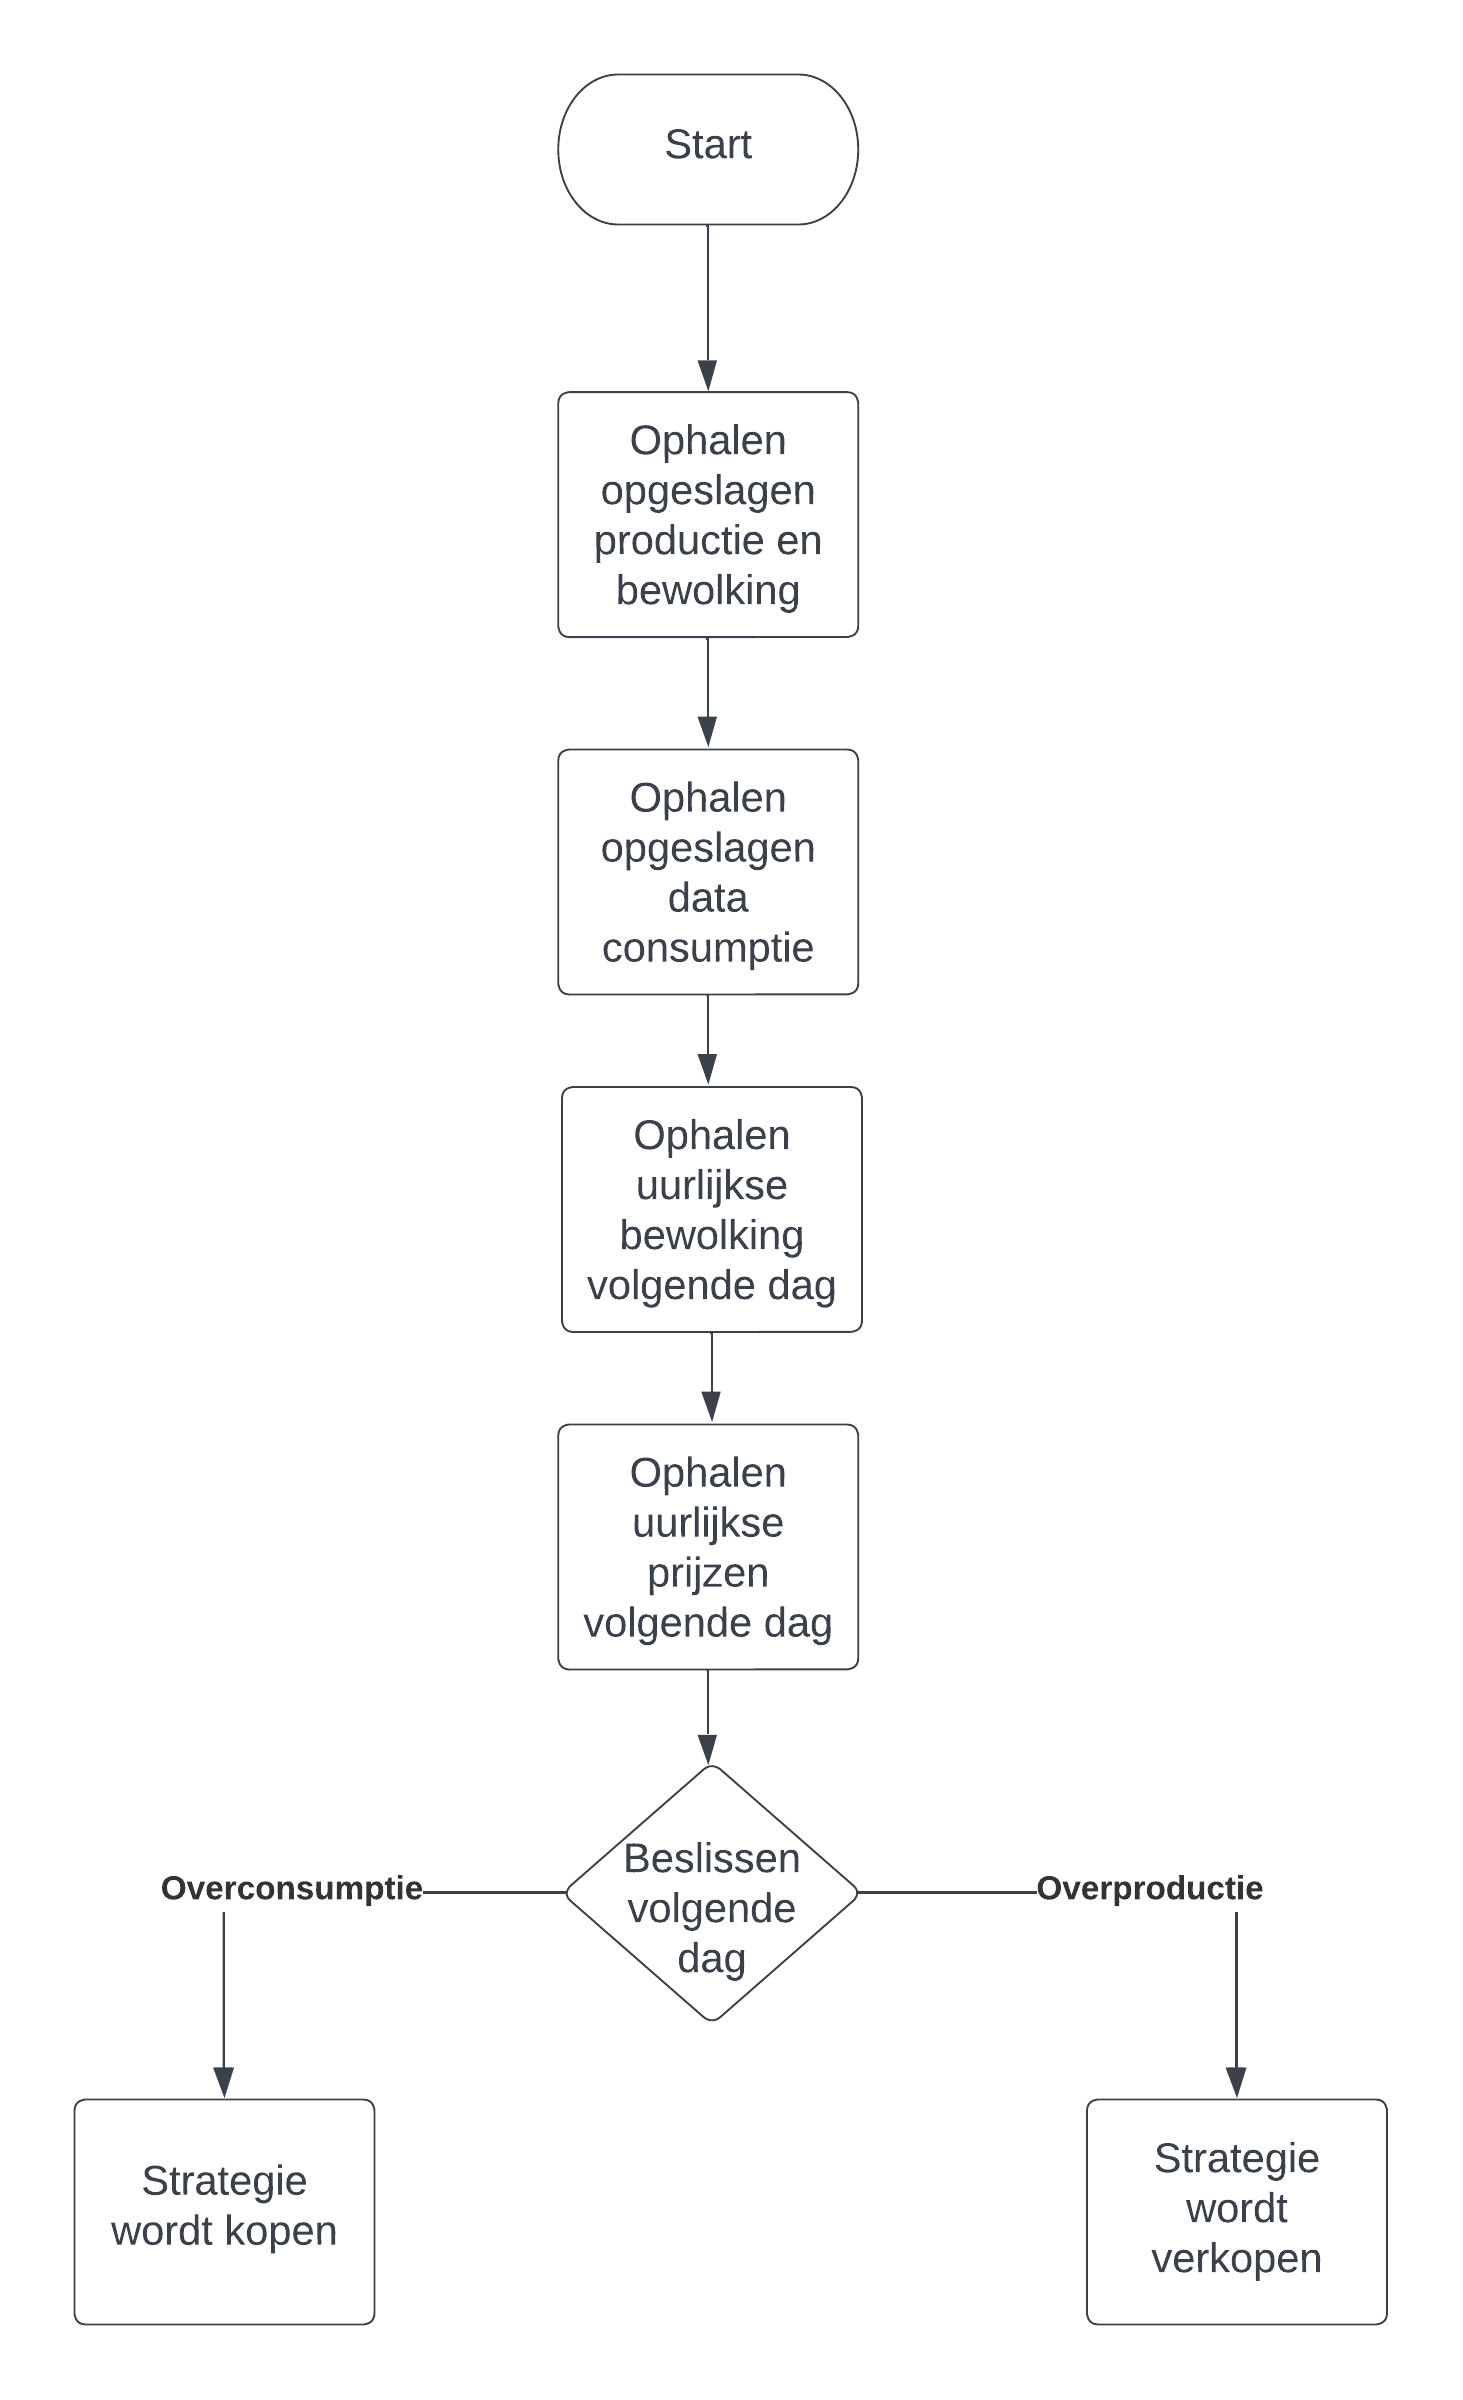 Start
Ophalen
opgeslagen
productie en
bewolking
Ophalen
opgeslagen
data
consumptie
Ophalen
uurlijkse
bewolking
volgende dag
Ophalen
uurlijkse
prijzen
volgende dag
Beslissen
volgende
dag
Overconsumptie
Overproductie
Strategie
wordt kopen
Strategie
wordt
verkopen